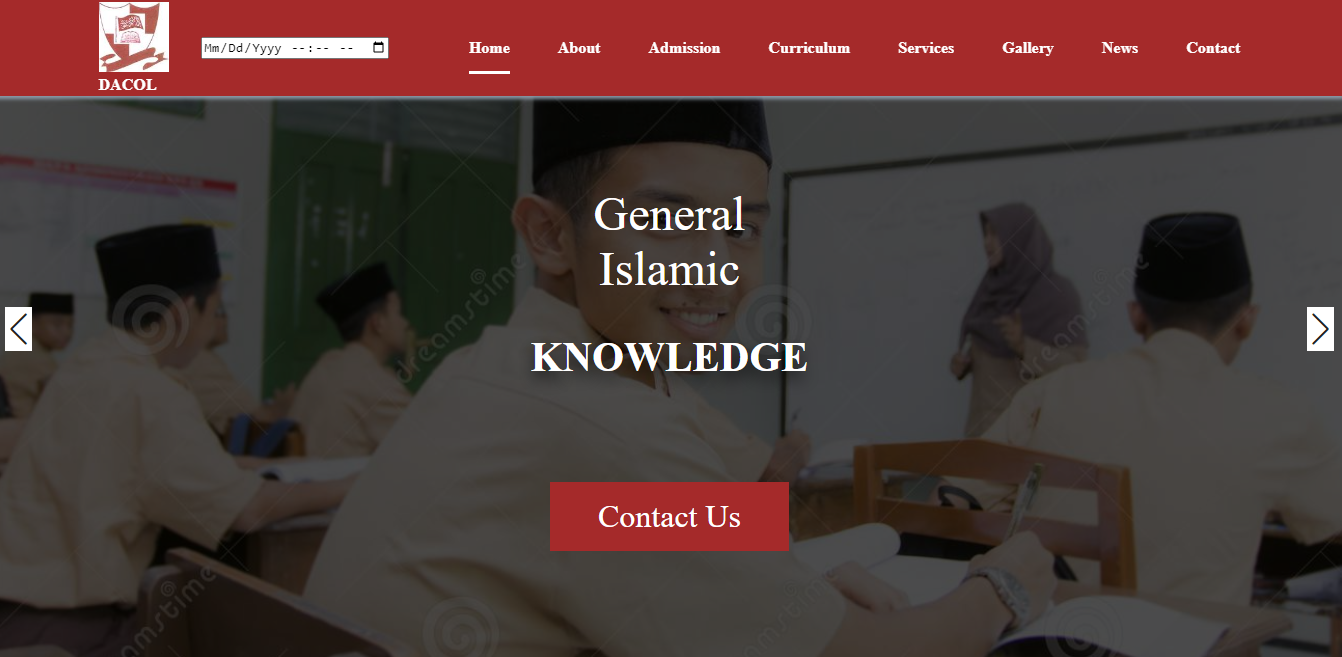 DACOL
Mm/Dd/Yyyy --:-- --
Home
About
Admission
Curriculum
Services
Gallery
News
Contact
General
Islamic
KNOWLEDGE
Contact Us
dreamstime
dreamstime
dreamstime
dreamstime